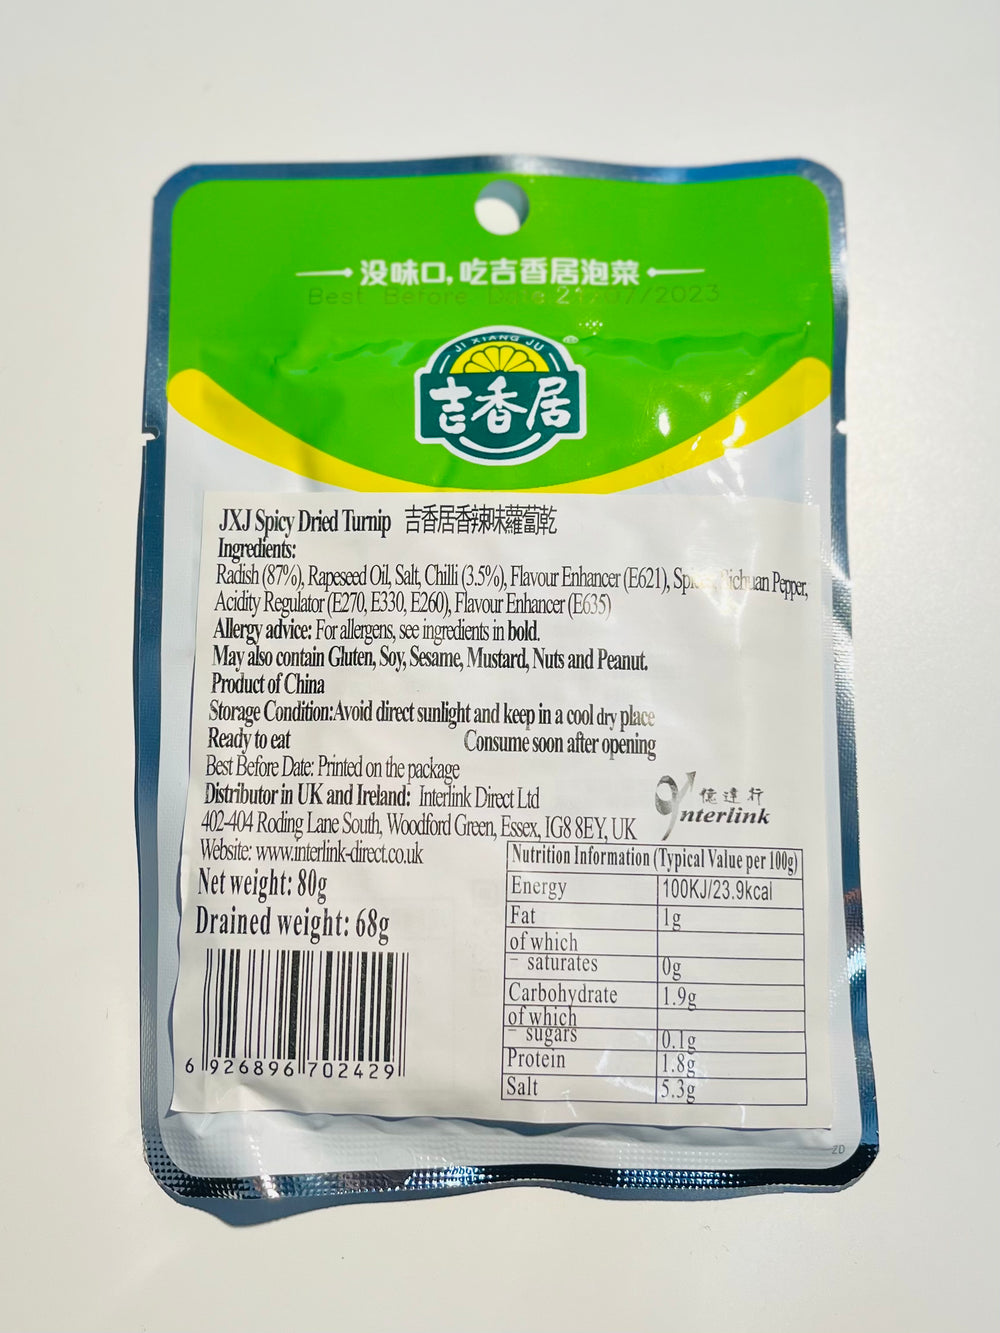 没味口,吃吉香居泡菜
Best Before Date 21/07/2023
JI XIANG JU
吉香居
JXJ Spicy Dried Turnip 吉香居香辣味蘿蔔乾
Ingredients:
Radish (87%), Rapeseed Oil, Salt, Chilli (3.5%), Flavour Enhancer (E621), Pepper,
Acidity Regulator (E270, E330, E260), Flavour Enhancer (E635)
Allergy advice: For allergens, see ingredients in bold.
May also contain Gluten, Soy, Sesame, Mustard, Nuts and Peanut.
Product of China
Storage Condition:Avoid direct sunlight and keep in a cool dry place
Ready to eat Consume soon after opening
Best Before Date: Printed on the package
Distributor in UK and Ireland: Interlink Direct Ltd
402-404 Roding Lane South, Woodford Green, Essex, IG8 8EY, UK
Website: www.interlink-direct.co.uk
億達行
Interlink
Net weight: 80g
Drained weight: 68g
6 926896 702429
Nutrition Information (Typical Value per 100g)
Energy 100KJ/23.9kcal
Fat 1g
of which
- saturates 0g
Carbohydrate 1.9g
of which
- sugars 0.1g
Protein 1.8g
Salt 5.3g
ZD